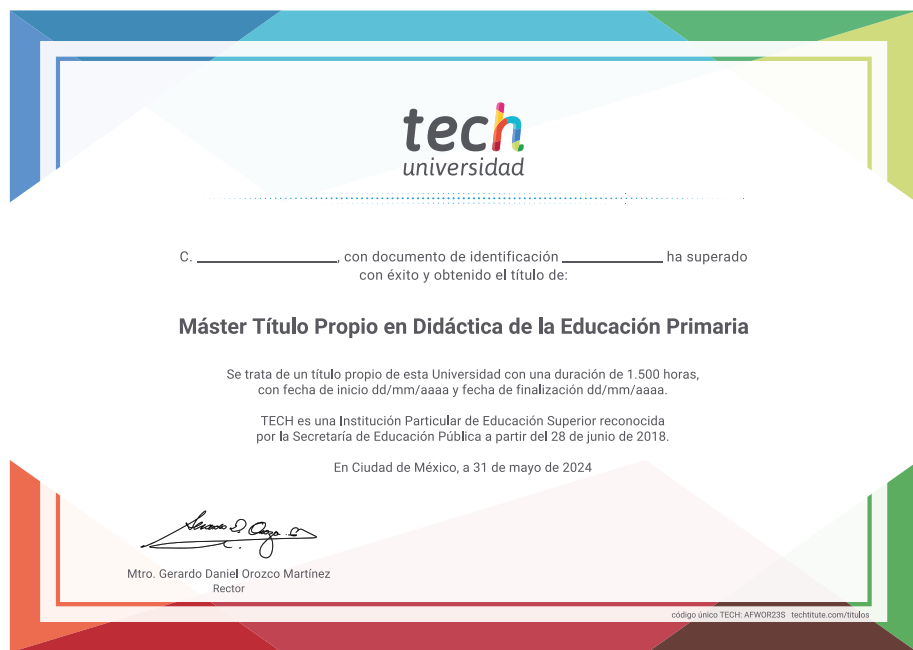 tech
universidad
C. ____________, con documento de identificación ____________ ha superado
con éxito y obtenido el título de:
Máster Título Propio en Didáctica de la Educación Primaria
Se trata de un título propio de esta Universidad con una duración de 1.500 horas,
con fecha de inicio dd/mm/aaaa y fecha de finalización dd/mm/aaaa.
TECH es una Institución Particular de Educación Superior reconocida
por la Secretaría de Educación Pública a partir del 28 de junio de 2018.
En Ciudad de México, a 31 de mayo de 2024
Mtro. Gerardo Daniel Orozco Martínez
Rector
código único TECH: AFWOR23S techtitute.com/titulos